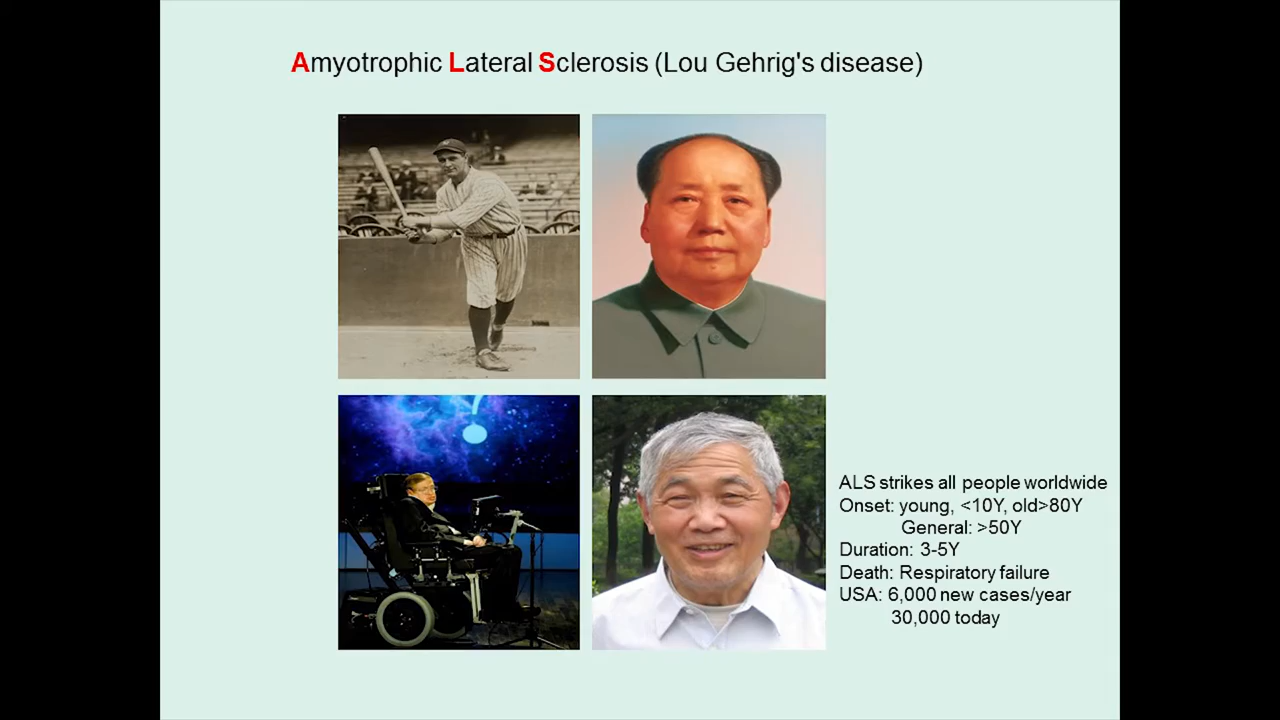 Amyotrophic Lateral Sclerosis (Lou Gehrig's disease)
ALS strikes all people worldwide
Onset: young, <10Y, old>80Y
General: >50Y
Duration: 3-5Y
Death: Respiratory failure
USA: 6,000 new cases/year
30,000 today